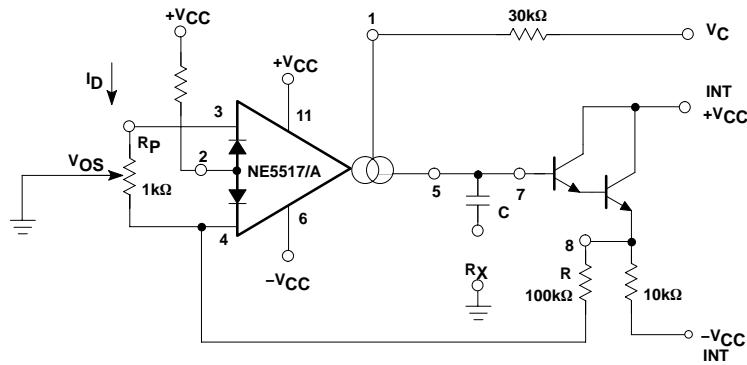 +VCC
1
30kΩ
VC
ID
+VCC
INT
+VCC
3
11
RP
VOS
2
NE5517/A
1kΩ
5
7
C
4
6
8
−VCC
RX
R
100kΩ
10kΩ
−VCC
INT